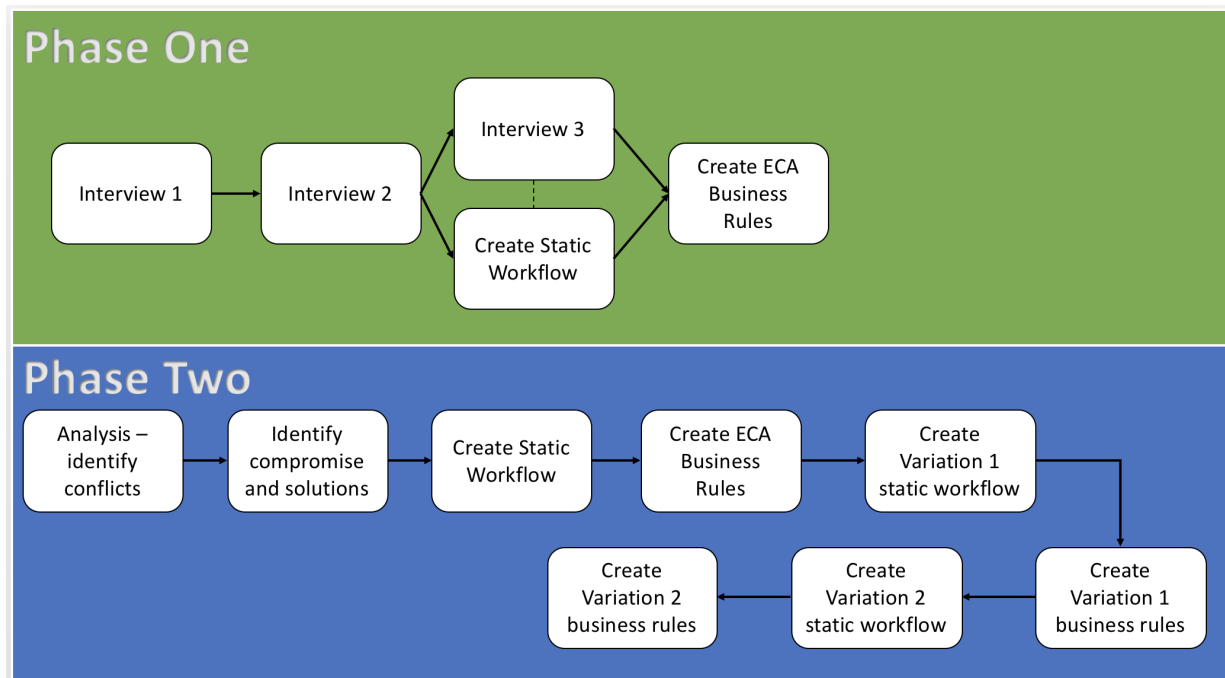 Phase One
Interview 1
Interview 2
Interview 3
Create Static
Workflow
Create ECA
Business
Rules
Phase Two
Analysis –
identify
conflicts
Identify
compromise
and solutions
Create Static
Workflow
Create ECA
Business
Rules
Create
Variation 1
static workflow
Create
Variation 1
business rules
Create
Variation 2
static workflow
Create
Variation 2
business rules